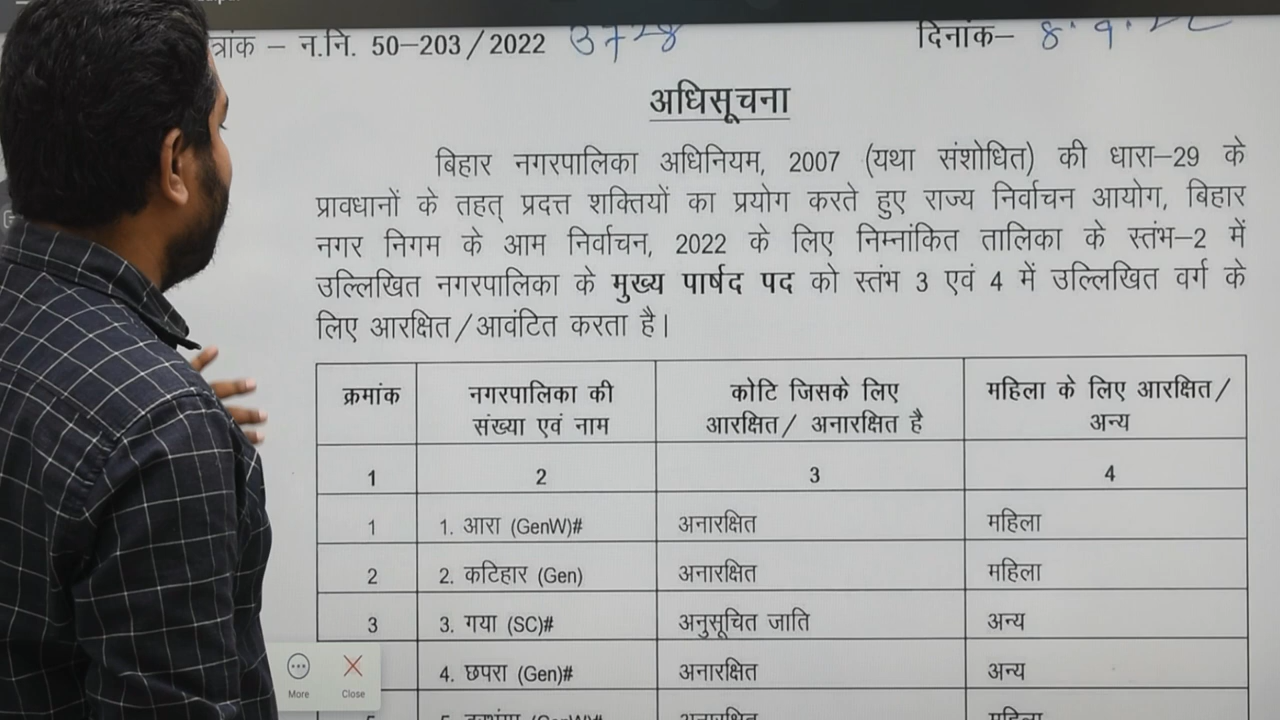 न.नि. 50–203/2022 3728 दिनांक– 8.9.22
अधिसूचना
बिहार नगरपालिका अधिनियम, 2007 (यथा संशोधित) की धारा–29 के
प्रावधानों के तहत् प्रदत्त शक्तियों का प्रयोग करते हुए राज्य निर्वाचन आयोग, बिहार
नगर निगम के आम निर्वाचन, 2022 के लिए निम्नांकित तालिका के स्तंभ–2 में
उल्लिखित नगरपालिका के मुख्य पार्षद पद को स्तंभ 3 एवं 4 में उल्लिखित वर्ग के
लिए आरक्षित/आवंटित करता है।
क्रमांक नगरपालिका की संख्या एवं नाम कोटि जिसके लिए आरक्षित/ अनारक्षित है महिला के लिए आरक्षित/ अन्य
1 2 3 4
1 1. आरा (GenW)# अनारक्षित महिला
2 2. कटिहार (Gen) अनारक्षित महिला
3 3. गया (SC)# अनुसूचित जाति अन्य
4. छपरा (Gen)# अनारक्षित अन्य
More Close